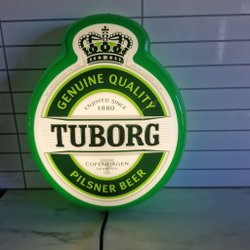 GENUINE QUALITY
ENJOYED SINCE
1880
TUBORG
COPENHAGEN
PILSNER BEER